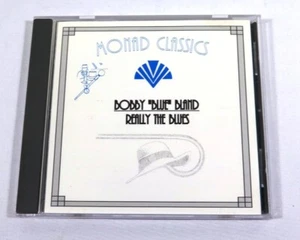 MONAD CLASSICS
BOBBY "BLUE" BLAND
REALLY THE BLUES